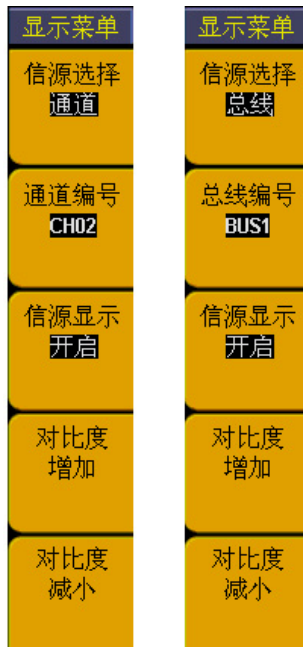 显示菜单
信源选择
通道
通道编号
CH02
信源显示
开启
对比度
增加
对比度
减小
显示菜单
信源选择
总线
总线编号
BUS1
信源显示
开启
对比度
增加
对比度
减小